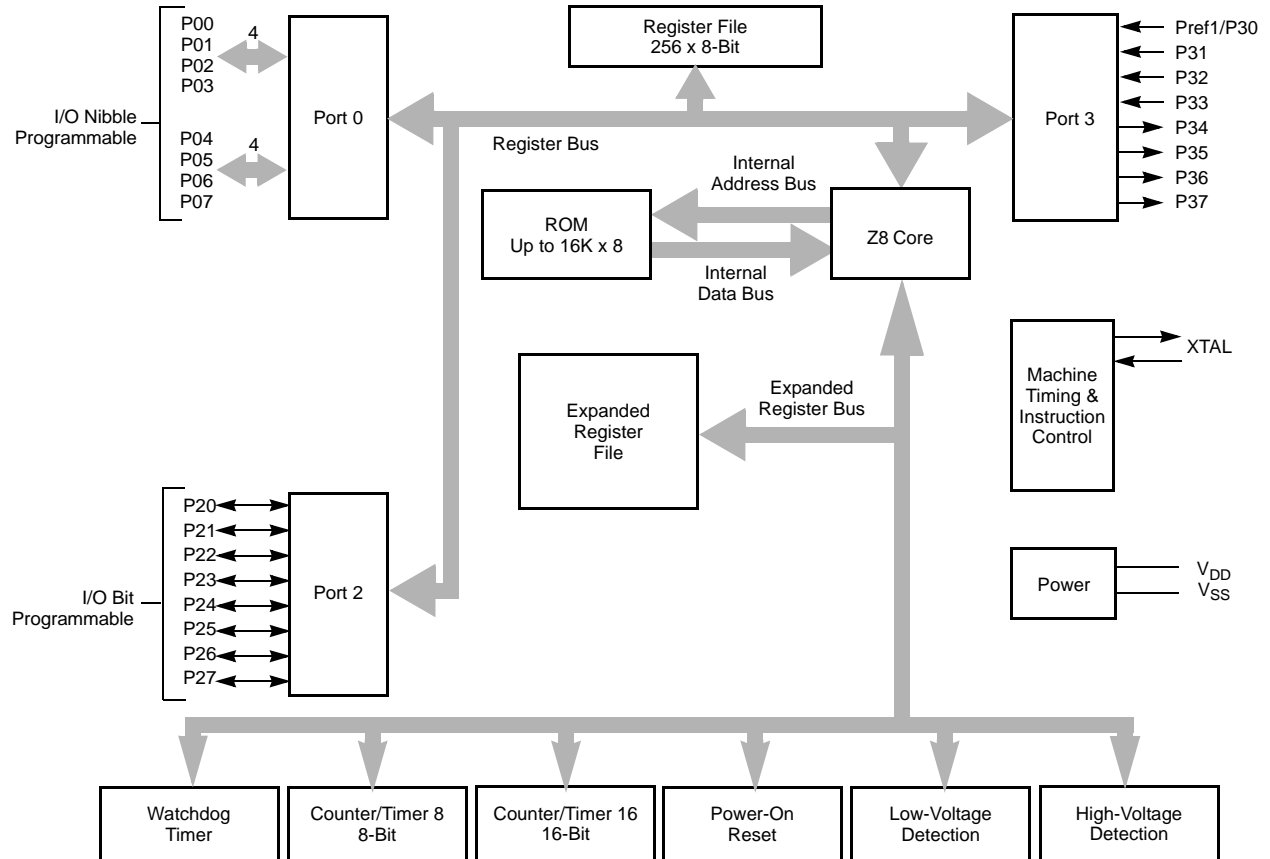 P00
P01
P02
P03
4
I/O Nibble
Programmable
P04
P05
P06
P07
4
Port 0
Register File
256 x 8-Bit
Register Bus
Port 3
Pref1/P30
P31
P32
P33
P34
P35
P36
P37
Internal
Address Bus
ROM
Up to 16K x 8
Z8 Core
Internal
Data Bus
Machine
Timing &
Instruction
Control
XTAL
Expanded
Register
File
Expanded
Register Bus
I/O Bit
Programmable
P20
P21
P22
P23
P24
P25
P26
P27
Port 2
Power
VDD
VSS
Watchdog
Timer
Counter/Timer 8
8-Bit
Counter/Timer 16
16-Bit
Power-On
Reset
Low-Voltage
Detection
High-Voltage
Detection